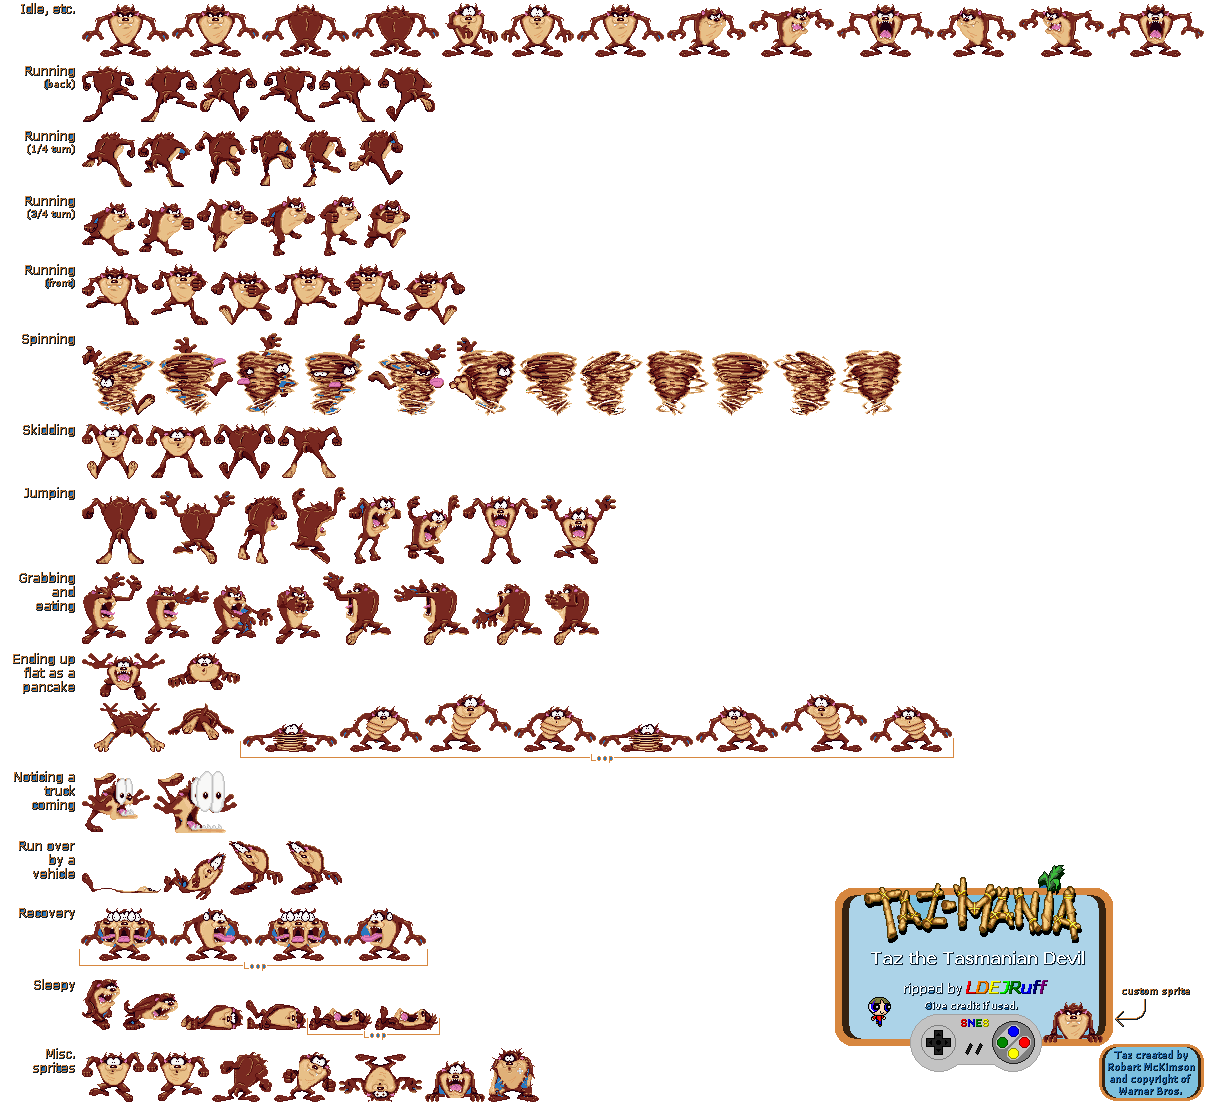 Idle, etc.
Running
(back)
Running
(1/4 turn)
Running
(3/4 turn)
Running
(front)
Spinning
Skidding
Jumping
Grabbing
and
eating
Ending up
flat as a
pancake
Loop
Noticing a
truck
coming
Run over
by a
vehicle
Recovery
Loop
Sleepy
Loop
Misc.
sprites
TAZ-MANIA
Taz the Tasmanian Devil
ripped by LDEJRuff
Give credit if used.
SNES
custom sprite
Taz created by
Robert McKimson
and copyright of
Warner Bros.